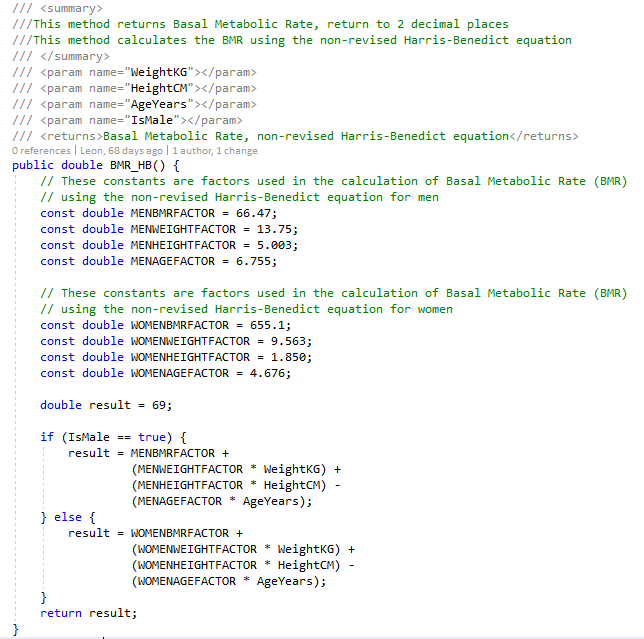 /// <summary>
///This method returns Basal Metabolic Rate, return to 2 decimal places
///This method calculates the BMR using the non-revised Harris-Benedict equation
/// </summary>
/// <param name="WeightKG"></param>
/// <param name="HeightCM"></param>
/// <param name="AgeYears"></param>
/// <param name="IsMale"></param>
/// <returns>Basal Metabolic Rate, non-revised Harris-Benedict equation</returns>
0 references | Leon, 68 days ago | 1 author, 1 change
public double BMR_HB() {
    // These constants are factors used in the calculation of Basal Metabolic Rate (BMR)
    // using the non-revised Harris-Benedict equation for men
    const double MENBMRFACTOR = 66.47;
    const double MENWEIGHTFACTOR = 13.75;
    const double MENHEIGHTFACTOR = 5.003;
    const double MENAGEFACTOR = 6.755;

    // These constants are factors used in the calculation of Basal Metabolic Rate (BMR)
    // using the non-revised Harris-Benedict equation for women
    const double WOMENBMRFACTOR = 655.1;
    const double WOMENWEIGHTFACTOR = 9.563;
    const double WOMENHEIGHTFACTOR = 1.850;
    const double WOMENAGEFACTOR = 4.676;

    double result = 69;

    if (IsMale == true) {
        result = MENBMRFACTOR +
                 (MENWEIGHTFACTOR * WeightKG) +
                 (MENHEIGHTFACTOR * HeightCM) -
                 (MENAGEFACTOR * AgeYears);
    } else {
        result = WOMENBMRFACTOR +
                 (WOMENWEIGHTFACTOR * WeightKG) +
                 (WOMENHEIGHTFACTOR * HeightCM) -
                 (WOMENAGEFACTOR * AgeYears);
    }
    return result;
}